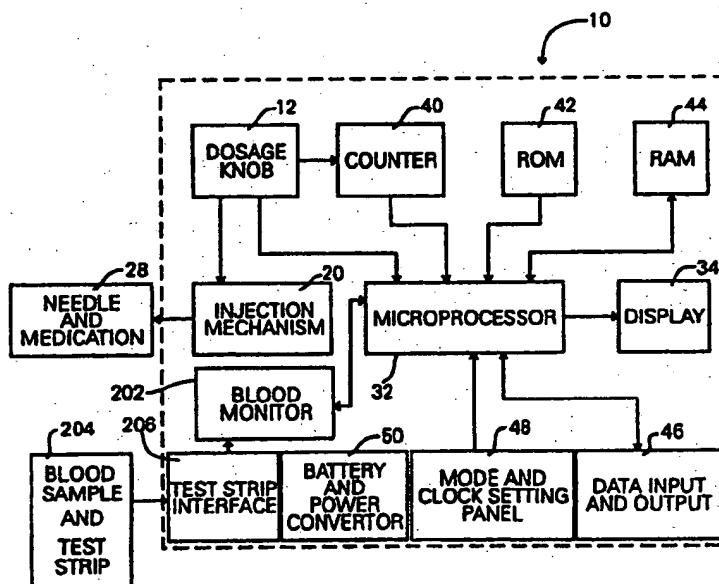 10
12
40
42
44
DOSAGE
KNOB
COUNTER
ROM
RAM
28
20
34
NEEDLE
AND
MEDICATION
INJECTION
MECHANISM
MICROPROCESSOR
DISPLAY
32
202
BLOOD
MONITOR
204
206
50
48
46
BLOOD
SAMPLE
AND
TEST
STRIP
TEST STRIP
INTERFACE
BATTERY
AND
POWER
CONVERTOR
MODE AND
CLOCK SETTING
PANEL
DATA INPUT
AND OUTPUT